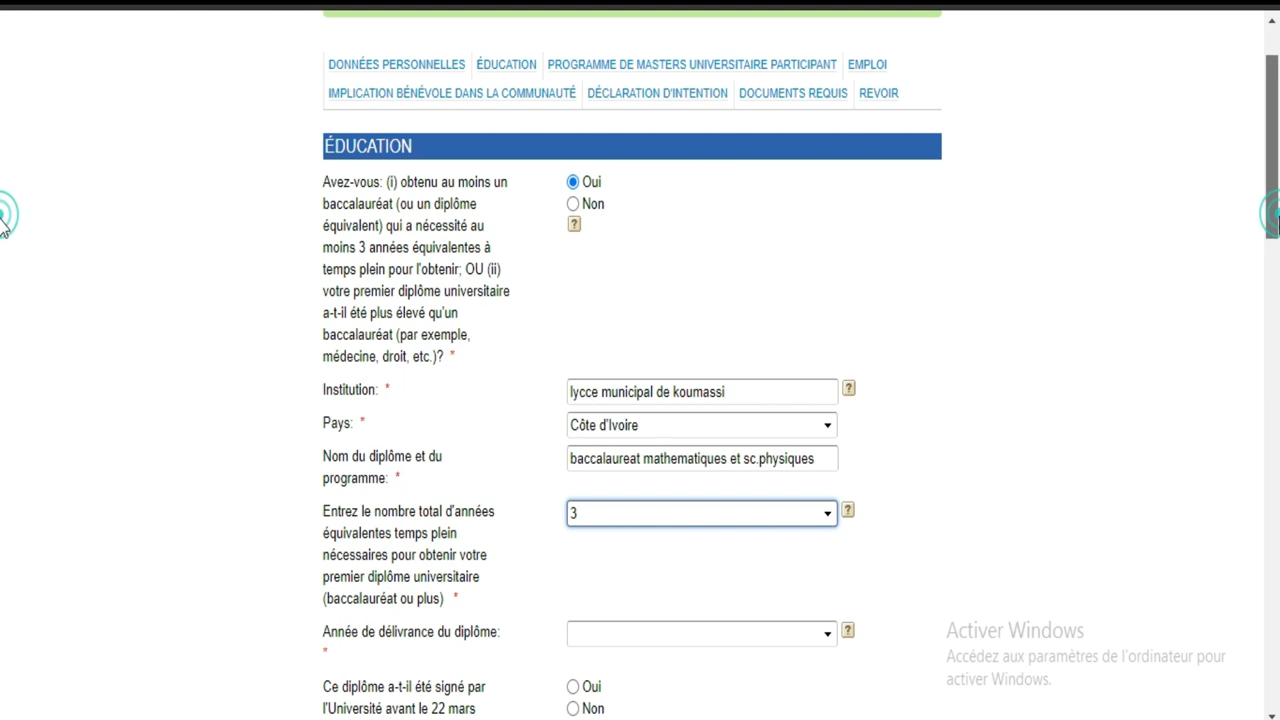 DONNÉES PERSONNELLES ÉDUCATION PROGRAMME DE MASTERS UNIVERSITAIRE PARTICIPANT EMPLOI
IMPLICATION BÉNÉVOLE DANS LA COMMUNAUTÉ DÉCLARATION D'INTENTION DOCUMENTS REQUIS REVOIR
ÉDUCATION
Avez-vous: (i) obtenu au moins un
baccalauréat (ou un diplôme
équivalent) qui a nécessité au
moins 3 années équivalentes à
temps plein pour l'obtenir; OU (ii)
votre premier diplôme universitaire
a-t-il été plus élevé qu'un
baccalauréat (par exemple,
médecine, droit, etc.)? *
Oui
Non
?
Institution: * lycce municipal de koumassi ?
Pays: * Côte d'Ivoire
Nom du diplôme et du
programme: *
baccalaureat mathematiques et sc.physiques
Entrez le nombre total d'années
équivalentes temps plein
nécessaires pour obtenir votre
premier diplôme universitaire
(baccalauréat ou plus) *
3 ?
Année de délivrance du diplôme:
*
?
Ce diplôme a-t-il été signé par
l'Université avant le 22 mars
Oui
Non
Activer Windows
Accédez aux paramètres de l'ordinateur pour
activer Windows.